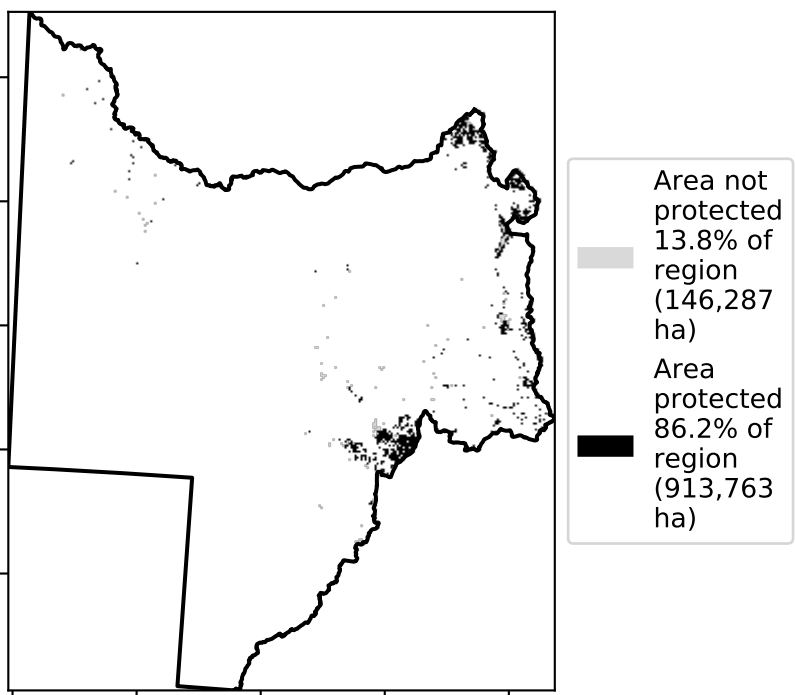 Area not
protected
13.8% of
region
(146,287
ha)
Area
protected
86.2% of
region
(913,763
ha)